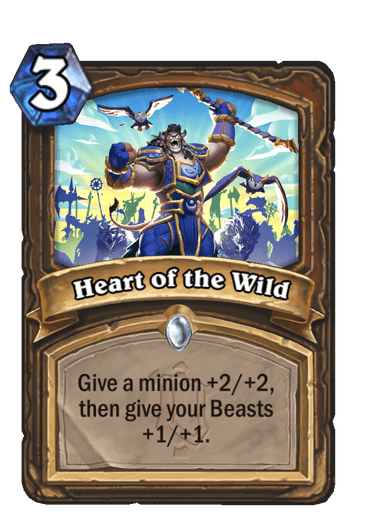 3
Heart of the Wild
Give a minion +2/+2,
then give your Beasts
+1/+1.